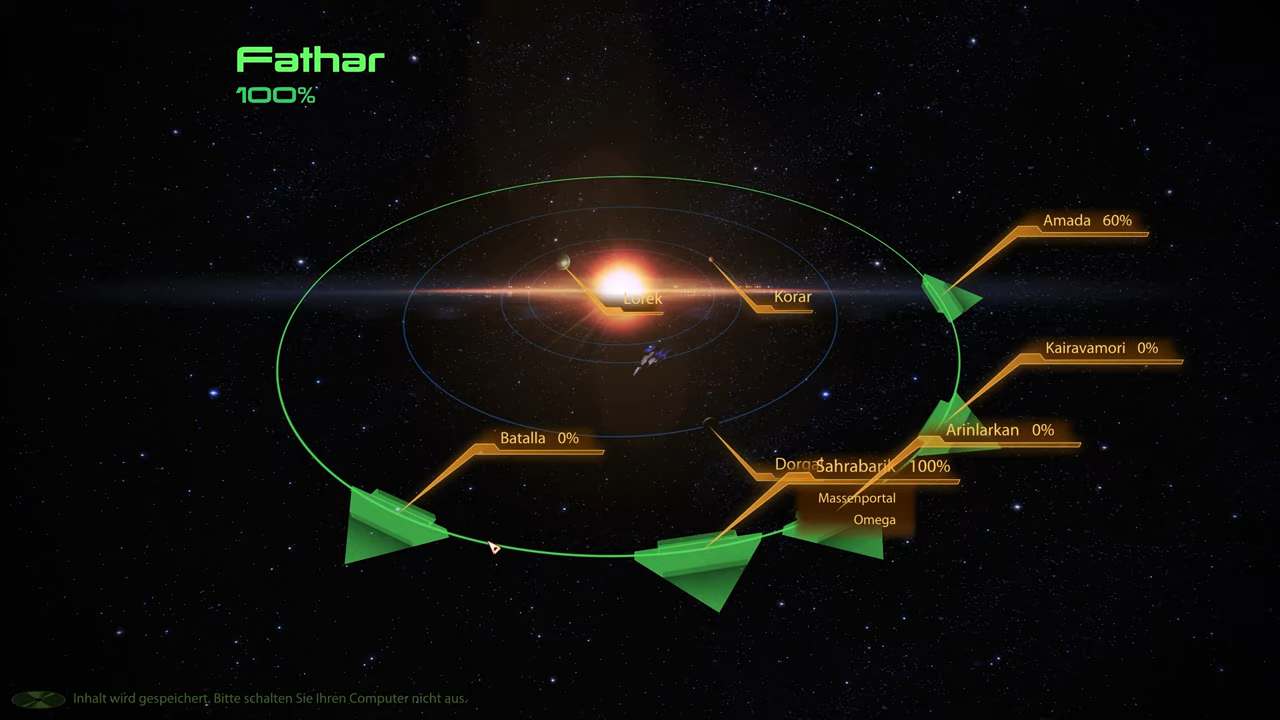 Fathar
100%
Amada 60%
Lorek
Korar
Kairavamori 0%
Arinlarkan 0%
Batalla 0%
Sahrabarik 100%
Massenportal
Omega
Inhalt wird gespeichert. Bitte schalten Sie Ihren Computer nicht aus.